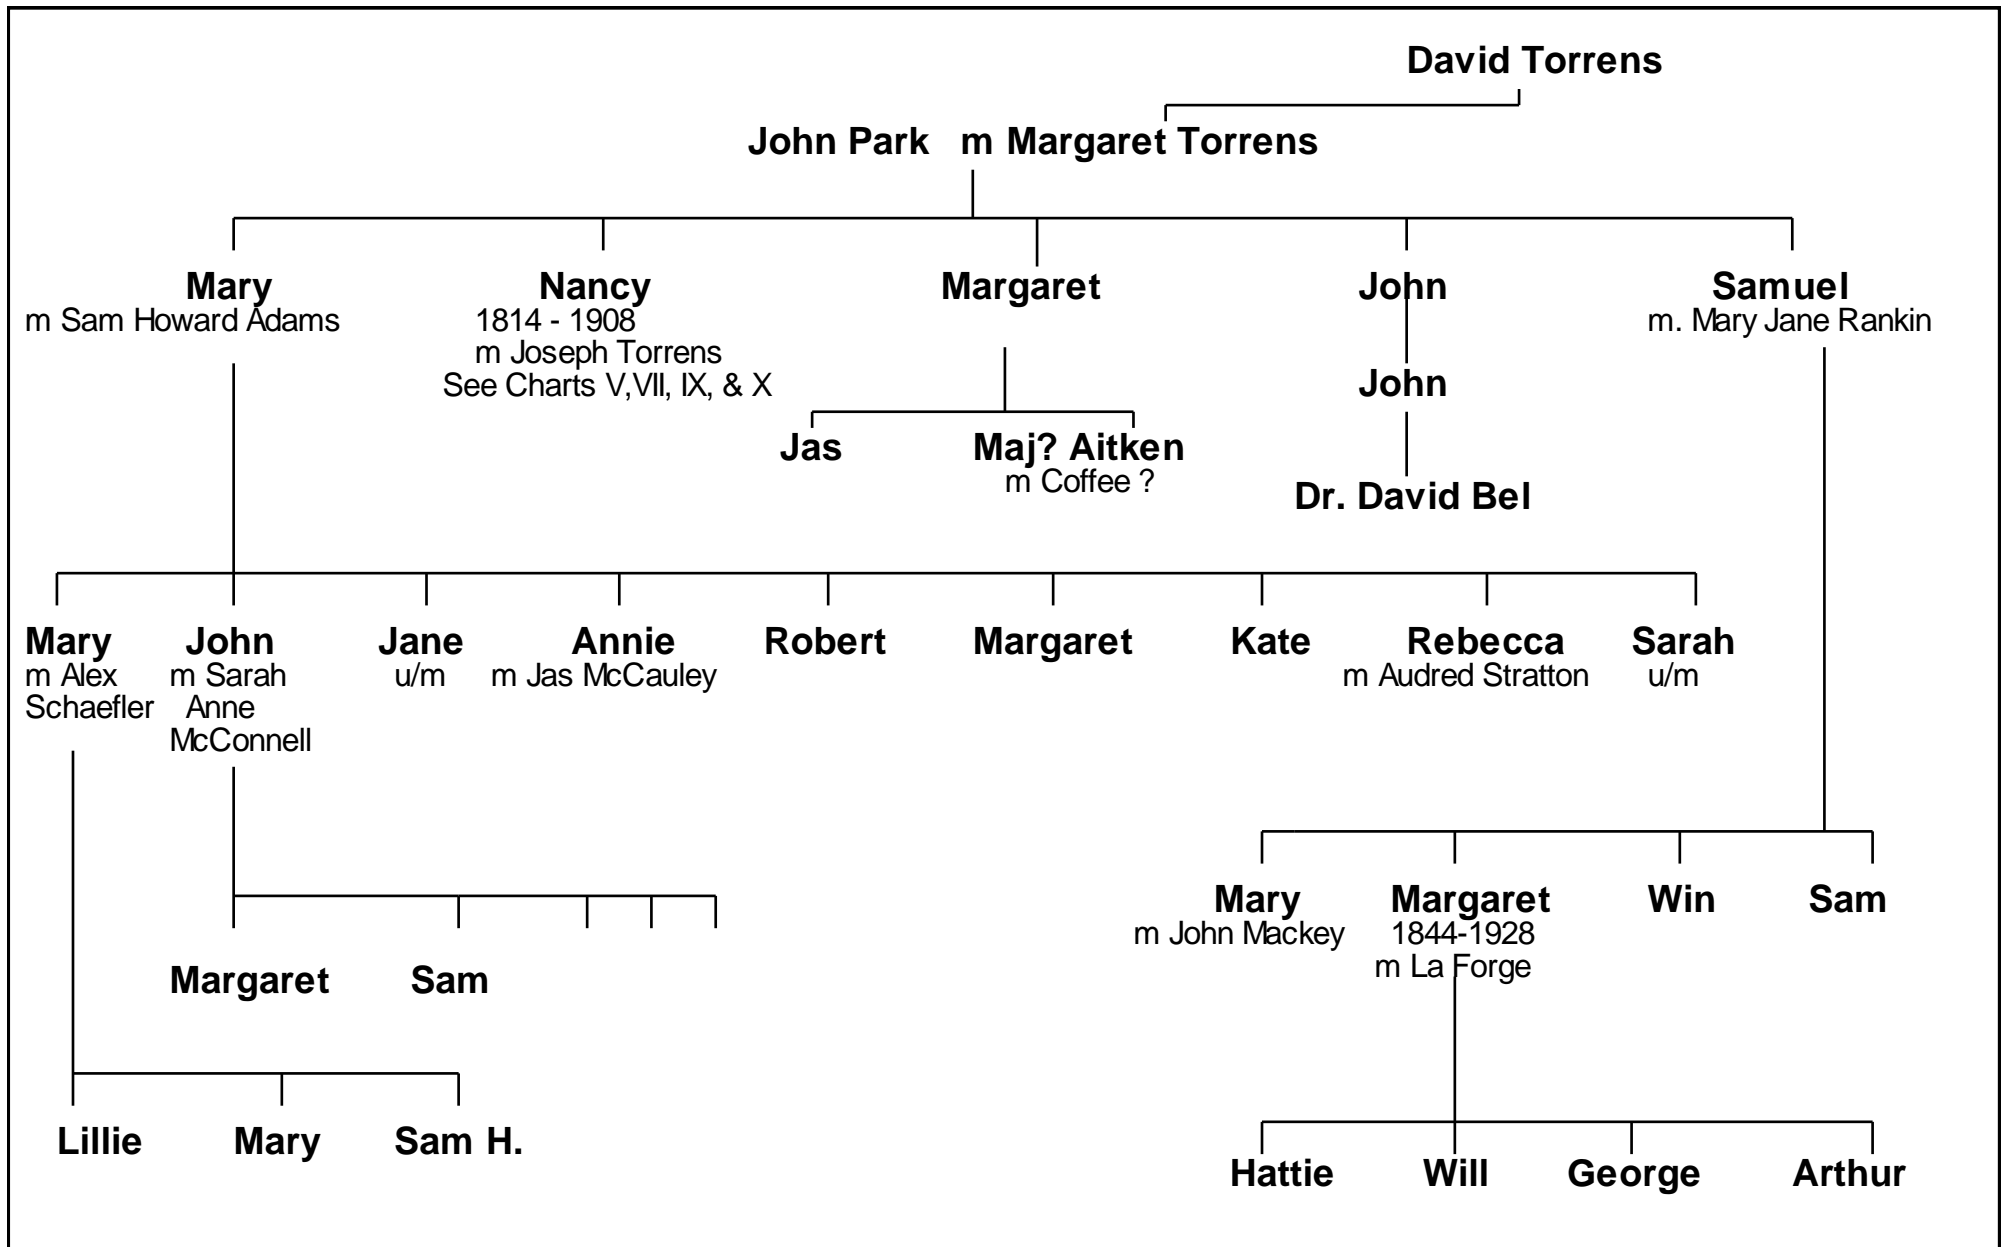 David Torrens
John Park m Margaret Torrens
Mary
m Sam Howard Adams
Nancy
1814 - 1908
m Joseph Torrens
See Charts V,VII, IX, & X
Margaret
John
Samuel
m. Mary Jane Rankin
John
Jas
Maj? Aitken
m Coffee ?
Dr. David Bel
Mary
m Alex
Schaefler
John
m Sarah
Anne
McConnell
Jane
u/m
Annie
m Jas McCauley
Robert
Margaret
Kate
Rebecca
m Audred Stratton
Sarah
u/m
Mary
m John Mackey
Margaret
1844-1928
m La Forge
Win
Sam
Margaret
Sam
Lillie
Mary
Sam H.
Hattie
Will
George
Arthur